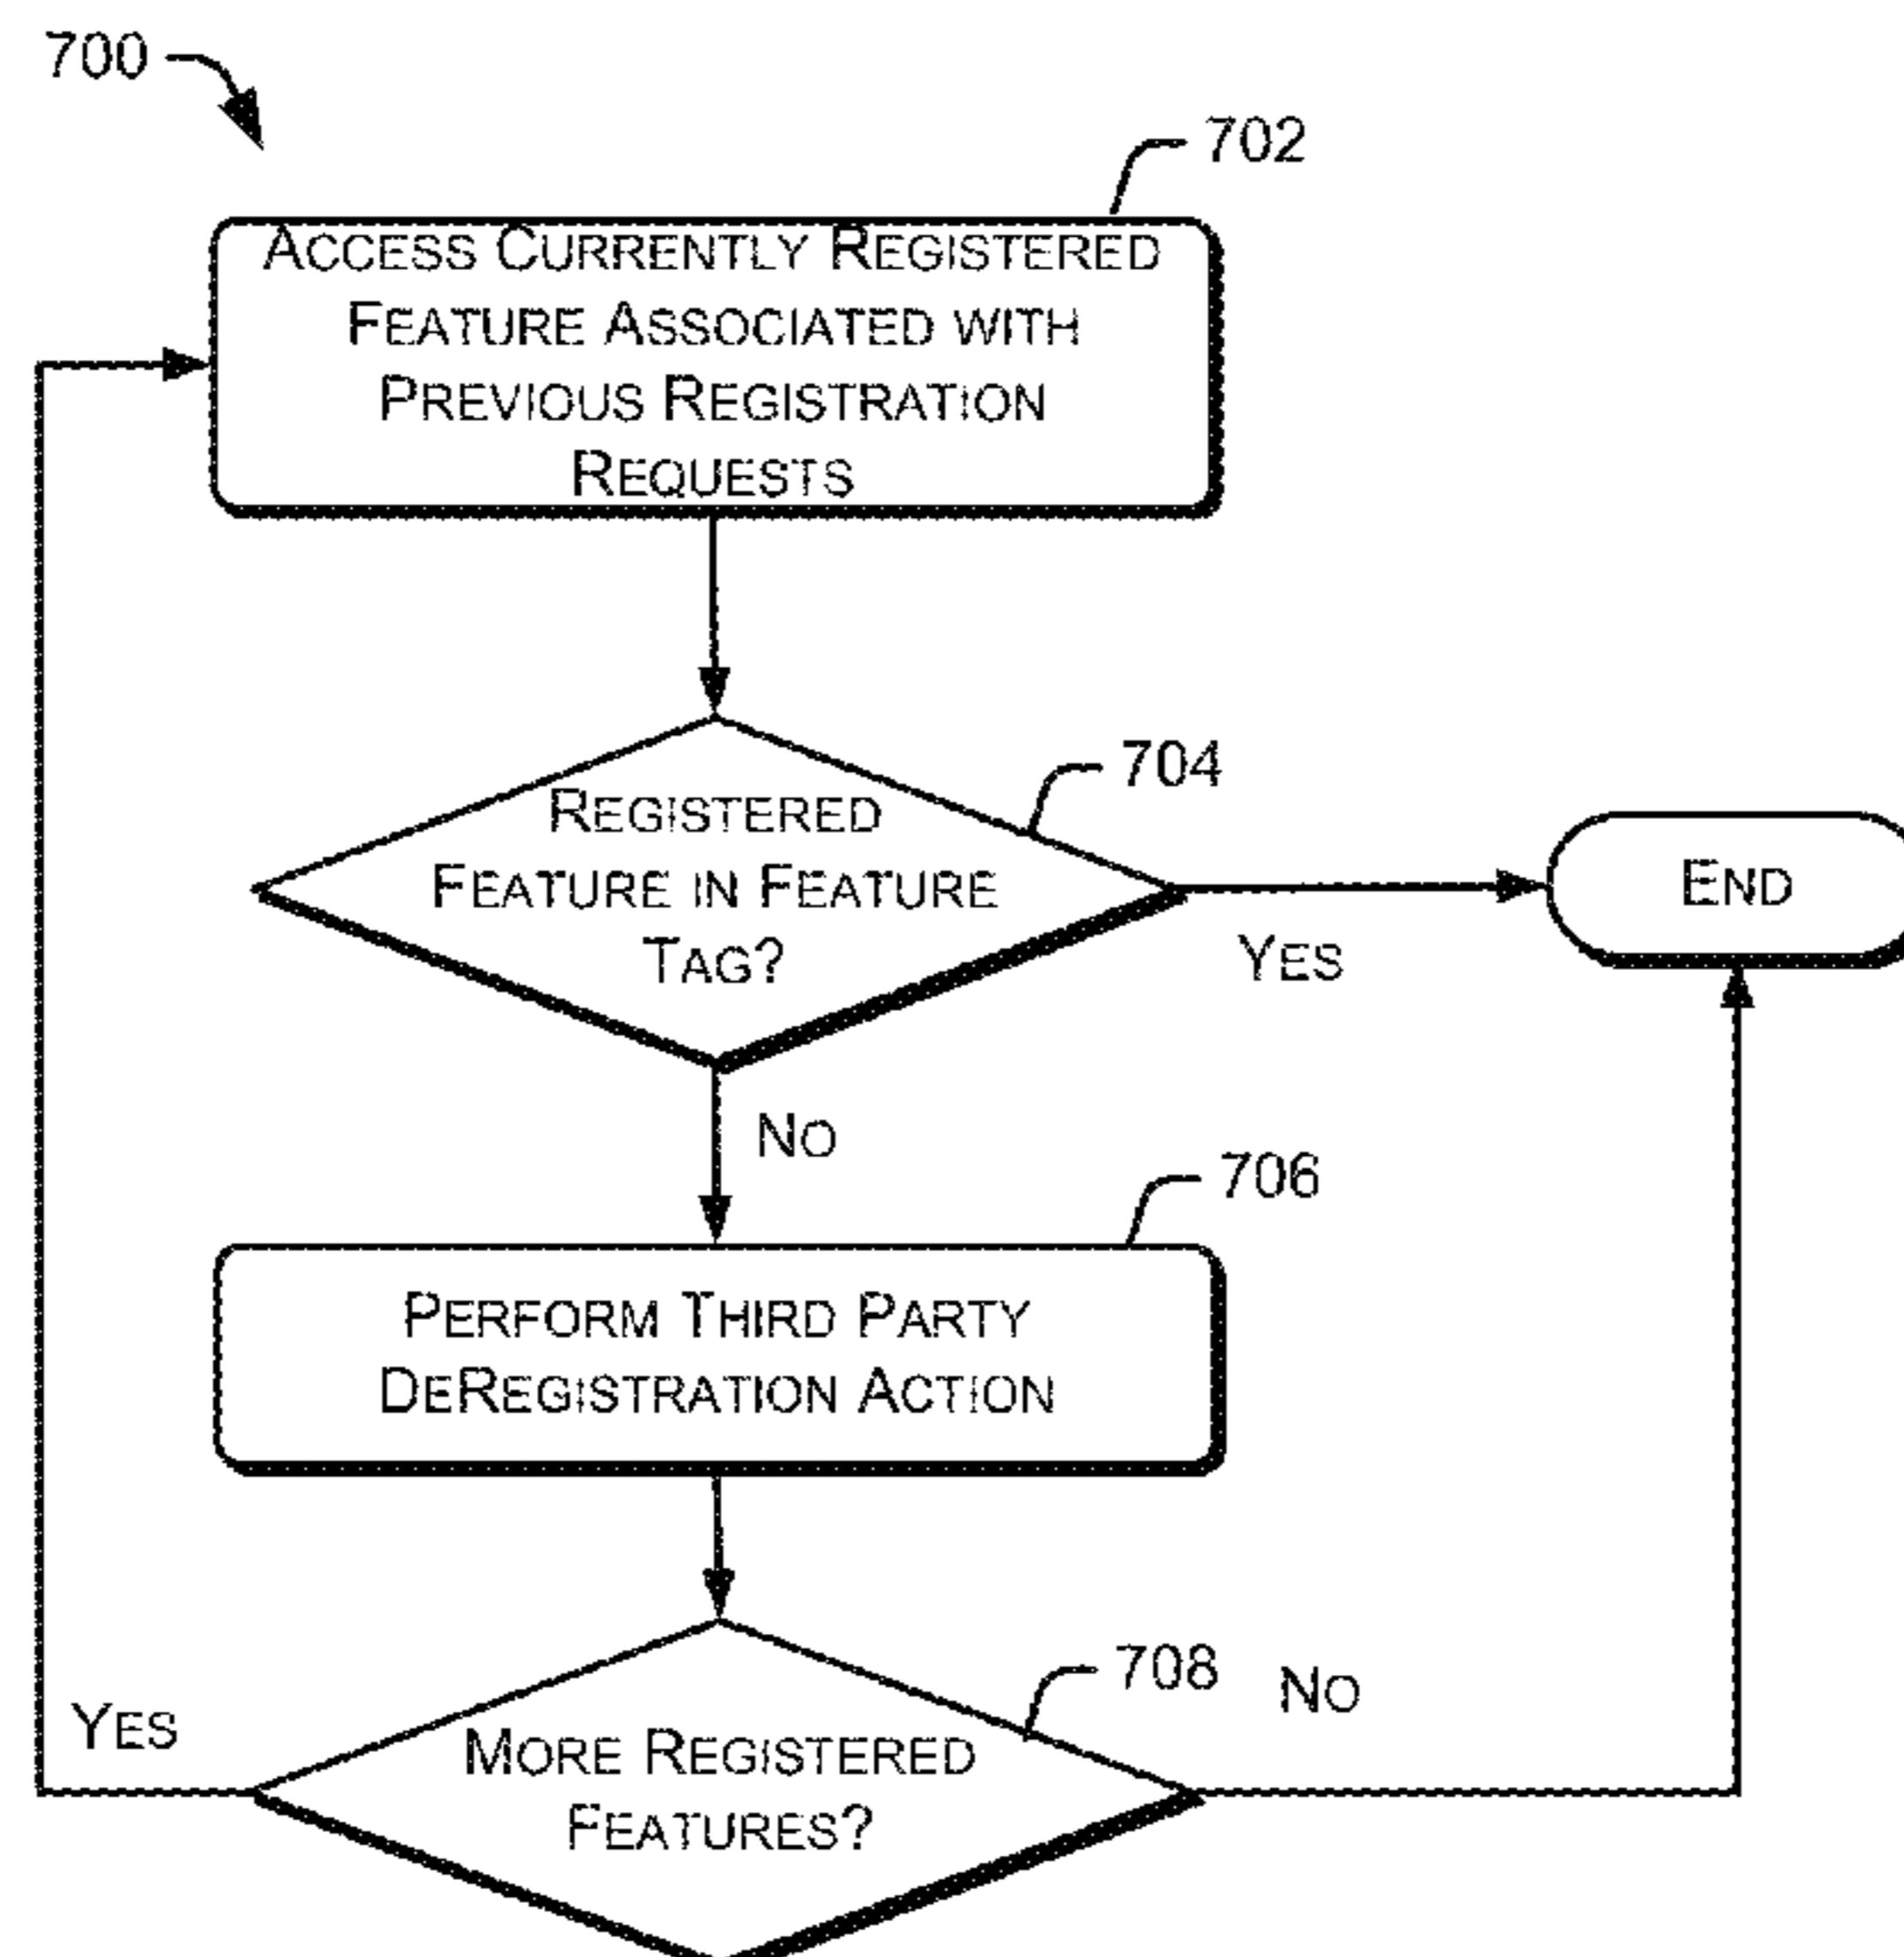 700
702
ACCESS CURRENTLY REGISTERED
FEATURE ASSOCIATED WITH
PREVIOUS REGISTRATION
REQUESTS
704
REGISTERED
FEATURE IN FEATURE
TAG?
END
YES
NO
706
PERFORM THIRD PARTY
DEREGISTRATION ACTION
708
NO
YES
MORE REGISTERED
FEATURES?